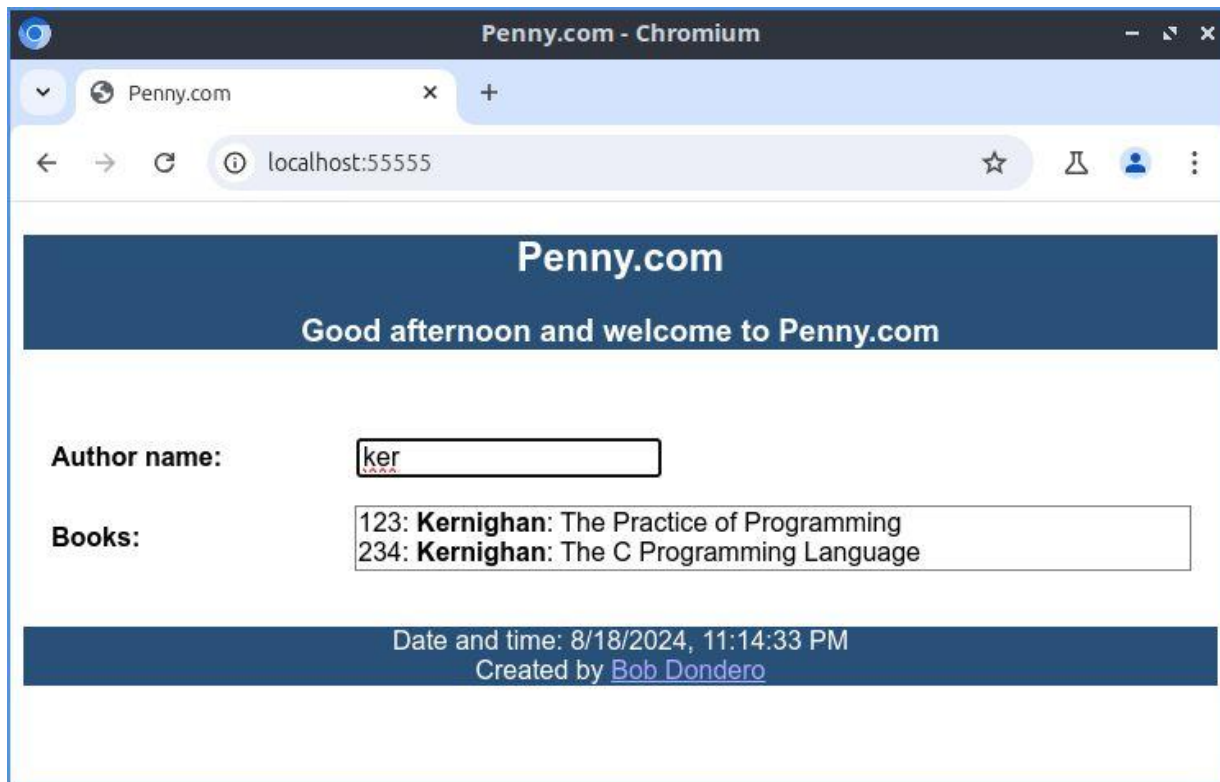 Penny.com - Chromium
Penny.com
localhost:55555
Penny.com
Good afternoon and welcome to Penny.com
Author name:
ker
Books:
123: Kernighan: The Practice of Programming
234: Kernighan: The C Programming Language
Date and time: 8/18/2024, 11:14:33 PM
Created by Bob Dondero